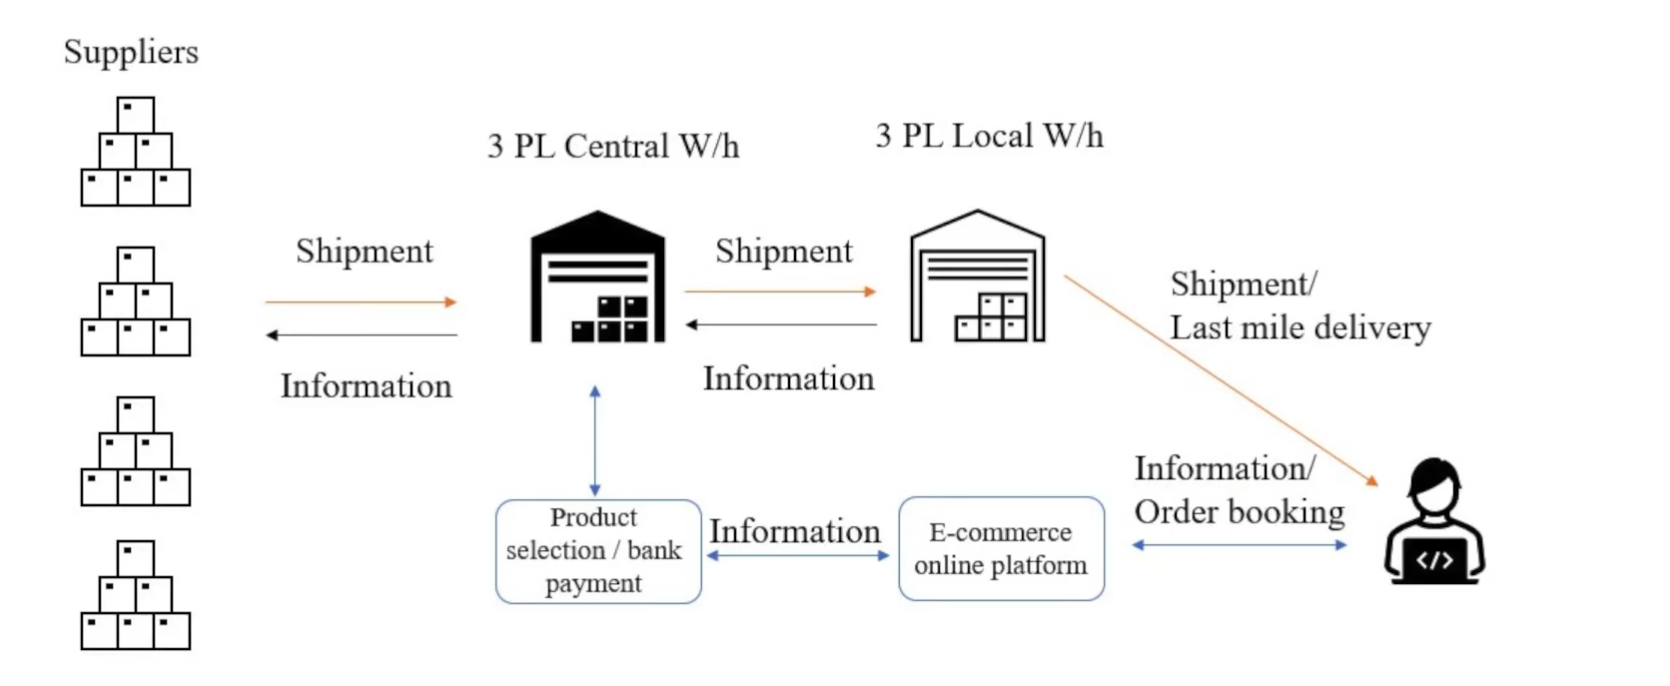 Suppliers
3 PL Central W/h
3 PL Local W/h
Shipment
Information
Shipment
Information
Shipment/
Last mile delivery
Product
selection / bank
payment
Information
E-commerce
online platform
Information/
Order booking
</>